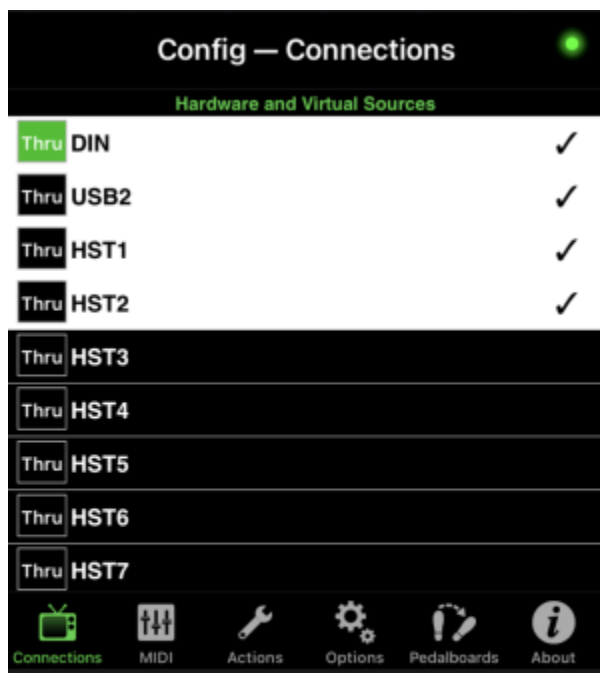 Config — Connections
Hardware and Virtual Sources
Thru DIN ✓
Thru USB2 ✓
Thru HST1 ✓
Thru HST2 ✓
Thru HST3
Thru HST4
Thru HST5
Thru HST6
Thru HST7
Connections MIDI Actions Options Pedalboards About